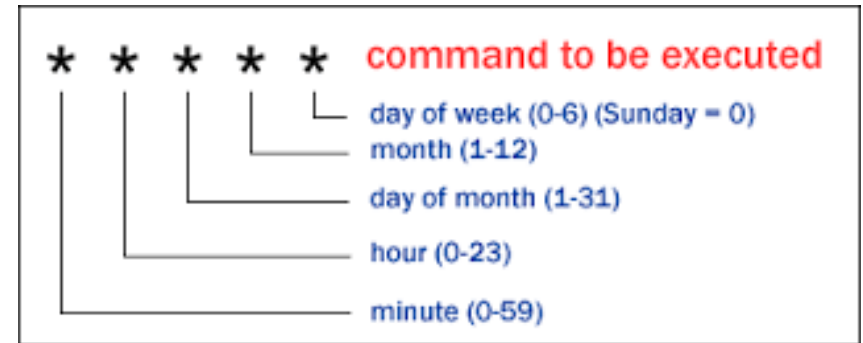 * * * * * command to be executed
day of week (0-6) (Sunday = 0)
month (1-12)
day of month (1-31)
hour (0-23)
minute (0-59)